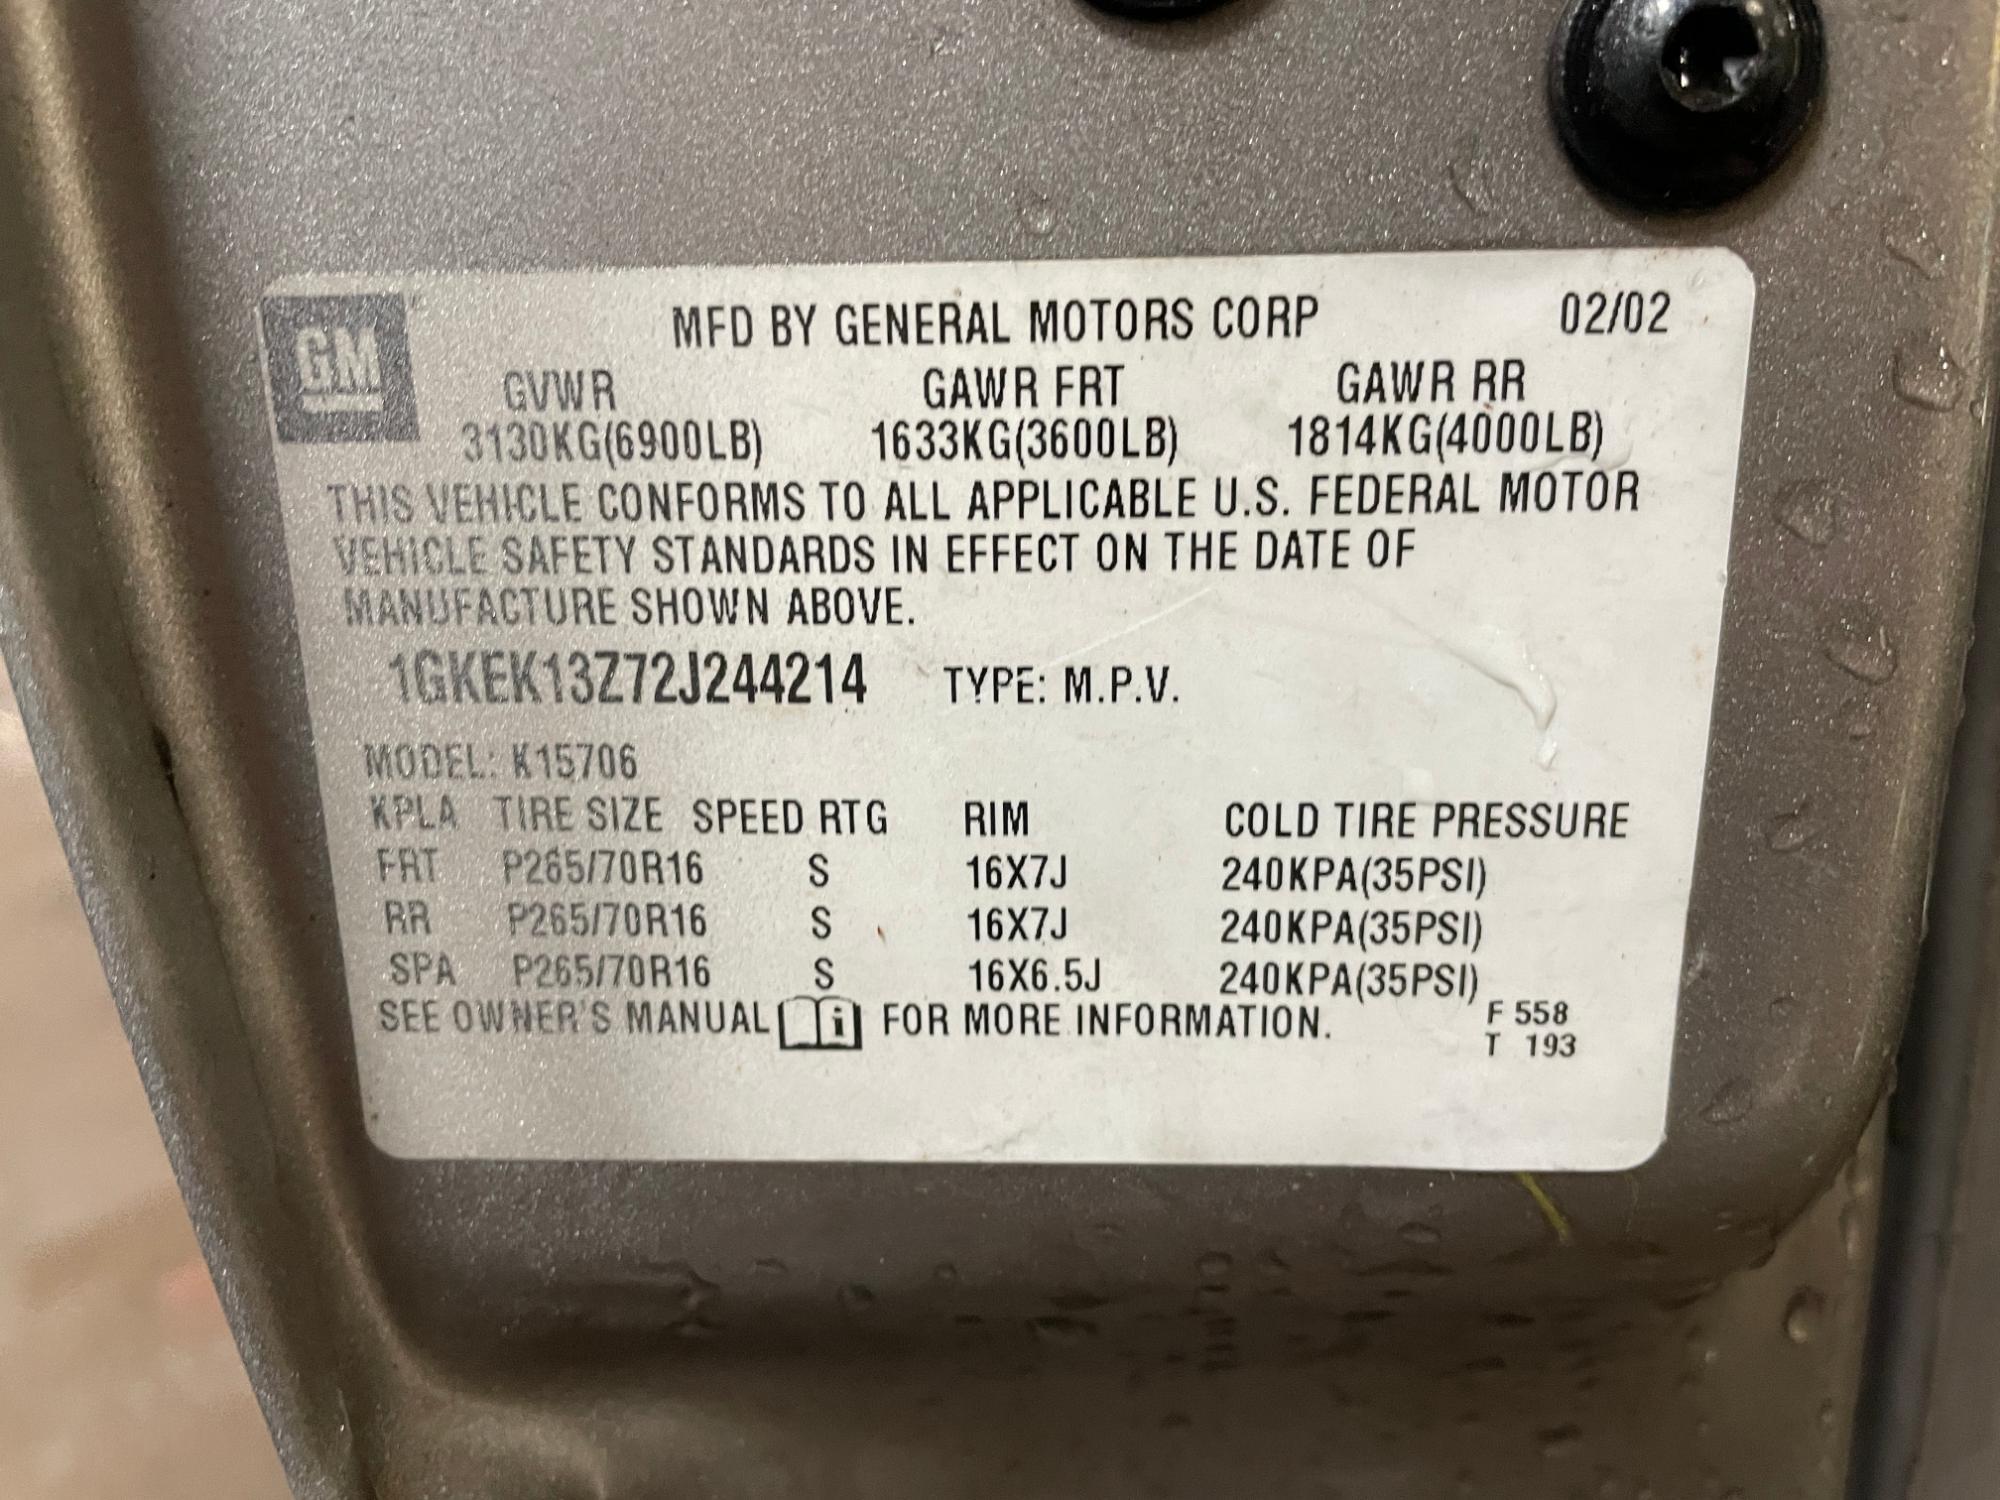 GM
MFD BY GENERAL MOTORS CORP 02/02
GVWR GAWR FRT GAWR RR
3130KG(6900LB) 1633KG(3600LB) 1814KG(4000LB)
THIS VEHICLE CONFORMS TO ALL APPLICABLE U.S. FEDERAL MOTOR
VEHICLE SAFETY STANDARDS IN EFFECT ON THE DATE OF
MANUFACTURE SHOWN ABOVE.
1GKEK13Z72J244214 TYPE: M.P.V.
MODEL: K15706
KPLA TIRE SIZE SPEED RTG RIM COLD TIRE PRESSURE
FRT P265/70R16 S 16X7J 240KPA(35PSI)
RR P265/70R16 S 16X7J 240KPA(35PSI)
SPA P265/70R16 S 16X6.5J 240KPA(35PSI)
SEE OWNER'S MANUAL i FOR MORE INFORMATION.
F 558
T 193